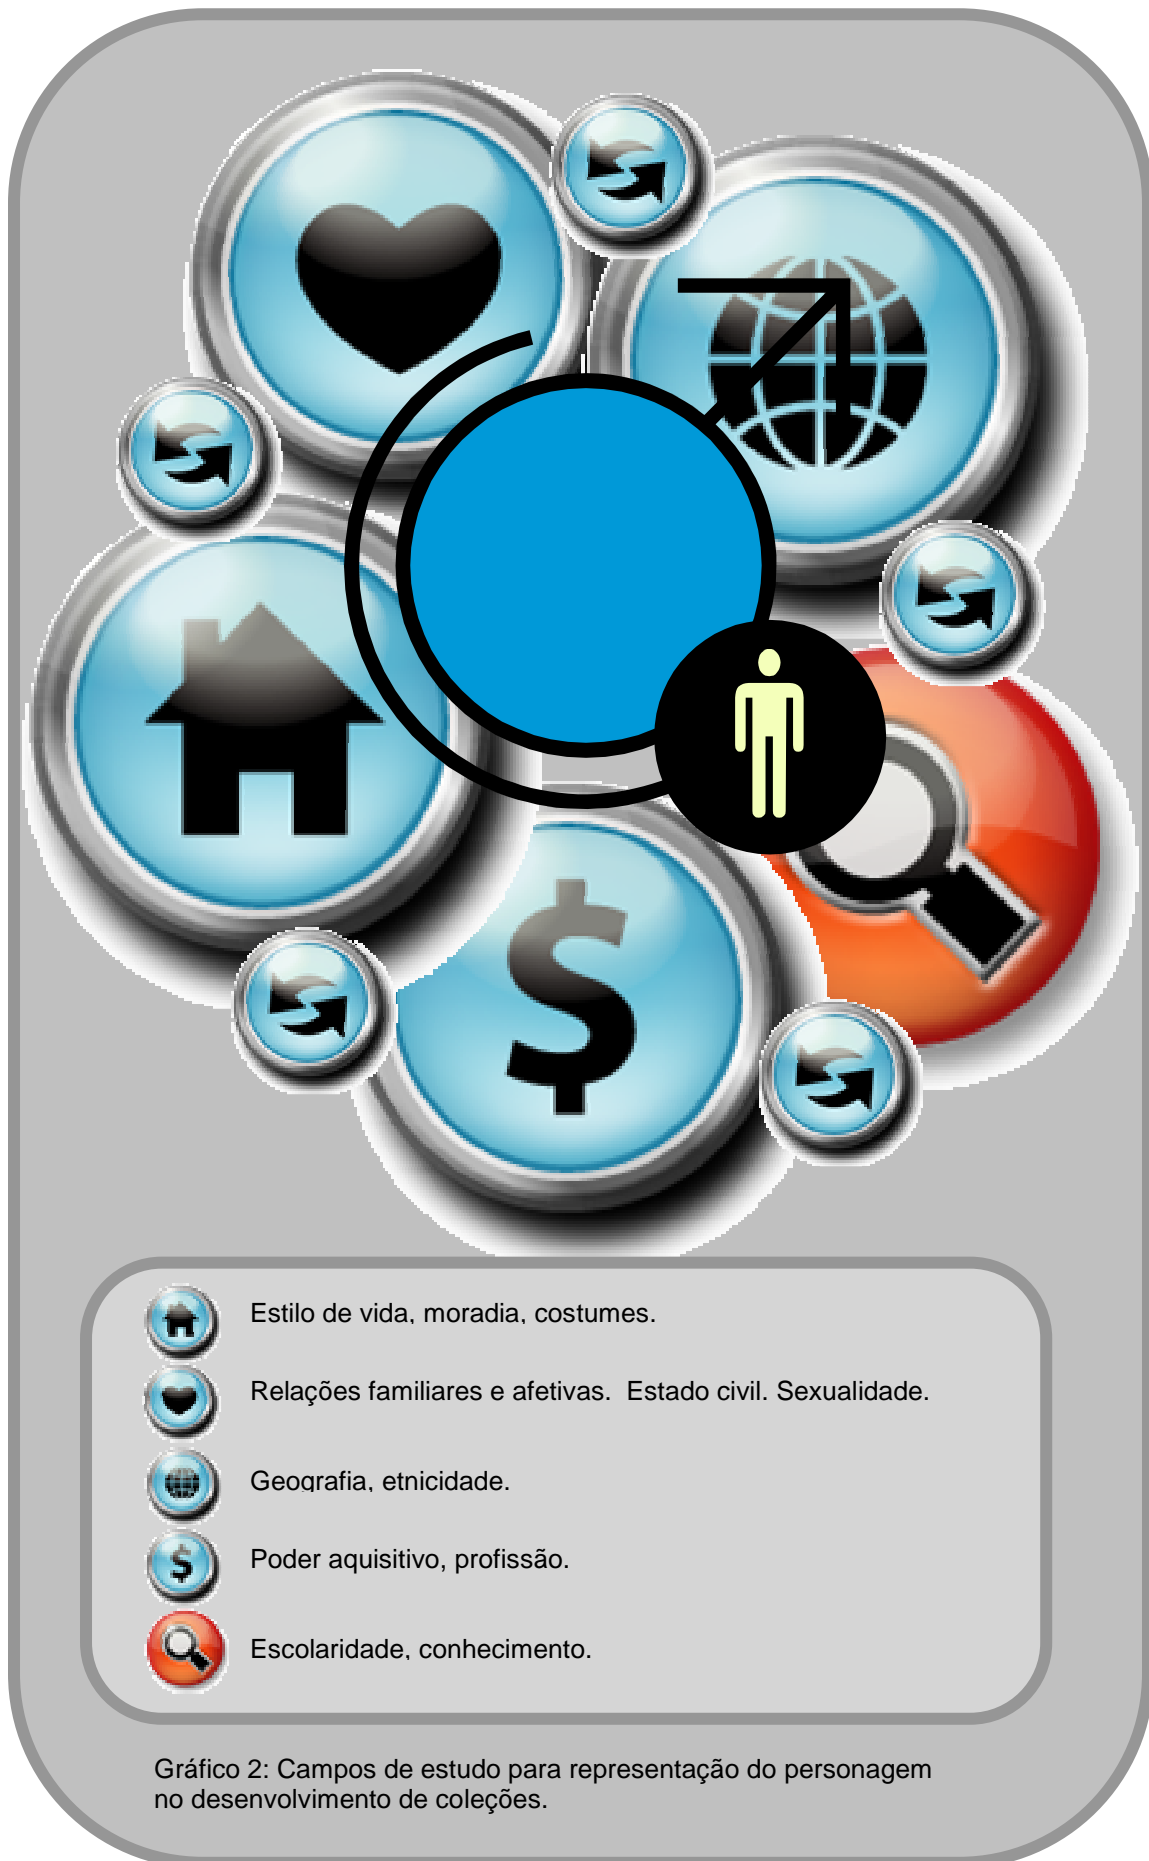 Estilo de vida, moradia, costumes.
Relações familiares e afetivas.  Estado civil. Sexualidade.
Geografia, etnicidade.
Poder aquisitivo, profissão.
Escolaridade, conhecimento.
Gráfico 2: Campos de estudo para representação do personagem
no desenvolvimento de coleções.